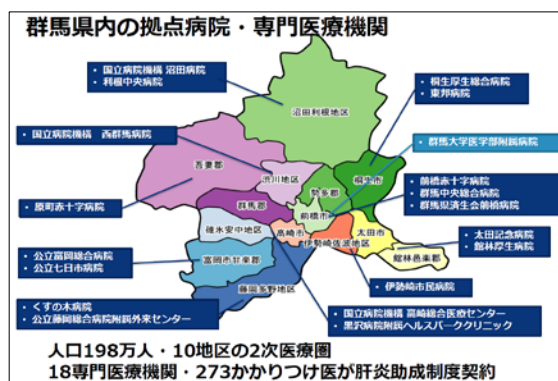 群馬県内の拠点病院・専門医療機関
• 国立病院機構 沼田病院
• 利根中央病院
• 桐生厚生総合病院
• 東邦病院
沼田利根地区
• 国立病院機構 西群馬病院
• 群馬大学医学部附属病院
吾妻郡
渋川地区
勢多郡
桐生市
• 原町赤十字病院
群馬郡
前橋市
• 前橋赤十字病院
• 群馬中央総合病院
• 群馬県済生会前橋病院
碓氷安中地区
高崎市
伊勢崎佐波地区
太田市
• 太田記念病院
• 館林厚生病院
• 公立富岡総合病院
• 公立七日市病院
富岡市甘楽郡
館林邑楽郡
• 伊勢崎市民病院
藤岡多野地区
• くすの木病院
• 公立藤岡総合病院附属外来センター
• 国立病院機構 高崎総合医療センター
• 黒沢病院附属ヘルスパーククリニック
人口198万人・10地区の2次医療圏
18専門医療機関・273かかりつけ医が肝炎助成制度契約